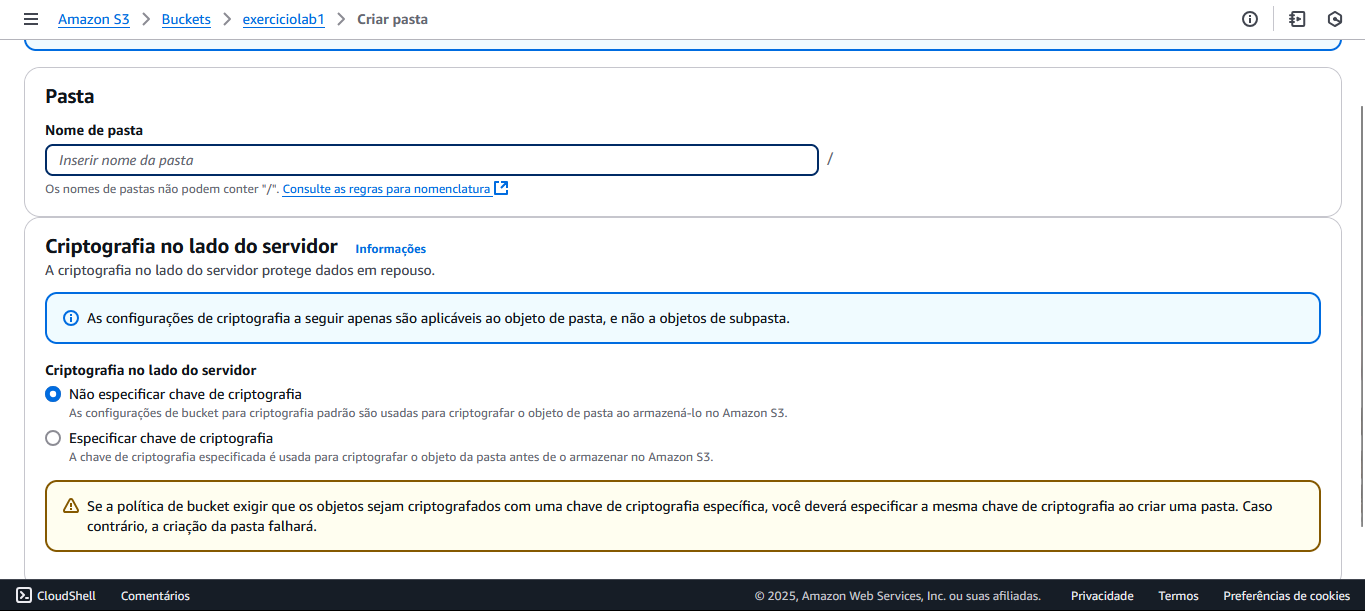 Amazon S3 > Buckets > exerciciolab1 > Criar pasta
Pasta
Nome de pasta
Inserir nome da pasta /
Os nomes de pastas não podem conter "/". Consulte as regras para nomenclatura
Criptografia no lado do servidor Informações
A criptografia no lado do servidor protege dados em repouso.
As configurações de criptografia a seguir apenas são aplicáveis ao objeto de pasta, e não a objetos de subpasta.
Criptografia no lado do servidor
Não especificar chave de criptografia
As configurações de bucket para criptografia padrão são usadas para criptografar o objeto de pasta ao armazená-lo no Amazon S3.
Especificar chave de criptografia
A chave de criptografia especificada é usada para criptografar o objeto da pasta antes de o armazenar no Amazon S3.
Se a política de bucket exigir que os objetos sejam criptografados com uma chave de criptografia específica, você deverá especificar a mesma chave de criptografia ao criar uma pasta. Caso
contrário, a criação da pasta falhará.
CloudShell Comentários © 2025, Amazon Web Services, Inc. ou suas afiliadas. Privacidade Termos Preferências de cookies